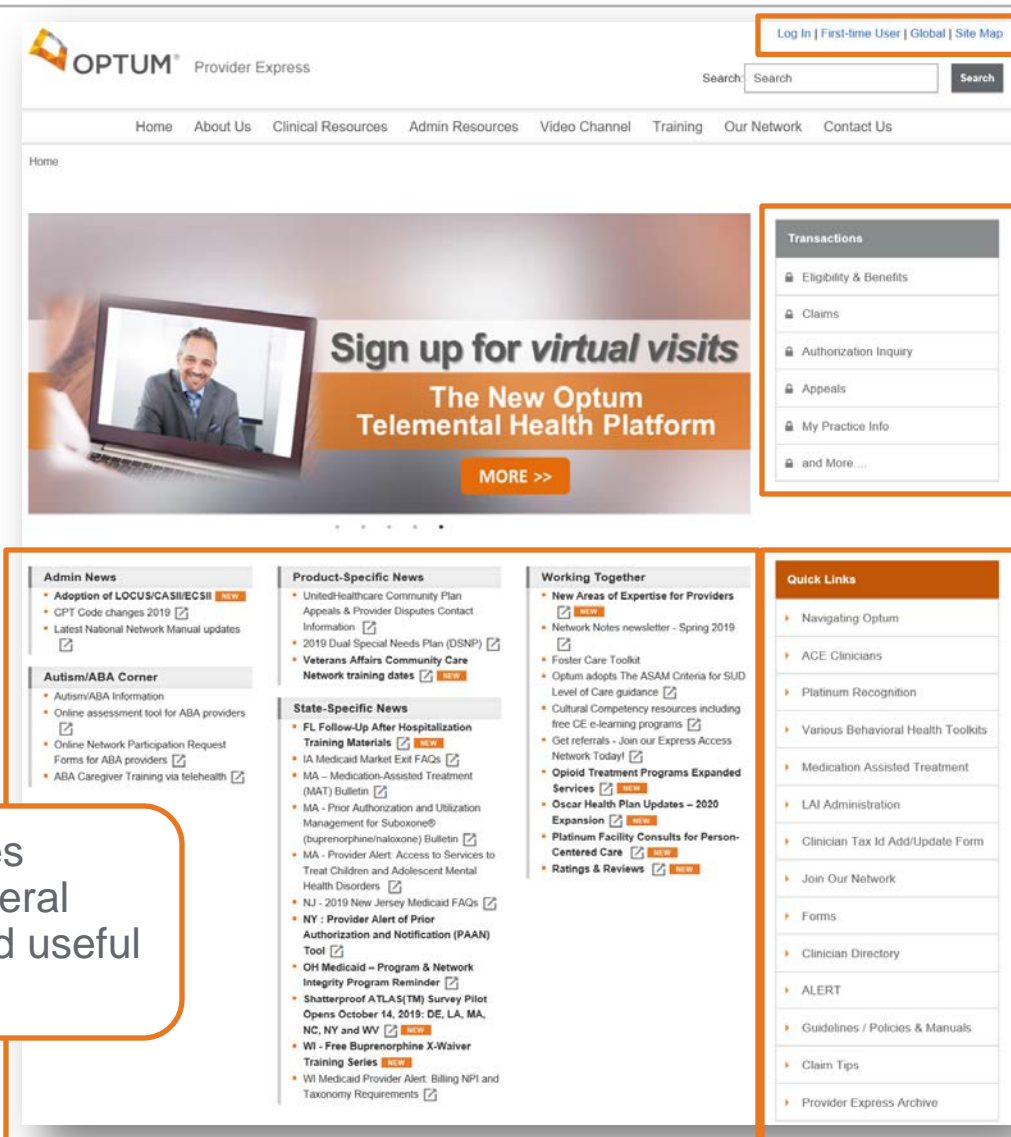 Log In | First-time User | Global | Site Map
OPTUM® Provider Express
Search: Search Search
Home About Us Clinical Resources Admin Resources Video Channel Training Our Network Contact Us
Home
Sign up for virtual visits
The New Optum
Telemental Health Platform
MORE >>
Transactions
Eligibility & Benefits
Claims
Authorization Inquiry
Appeals
My Practice Info
and More....
Admin News
Adoption of LOCUS/CASII/ECSII NEW
CPT Code changes 2019
Latest National Network Manual updates
Autism/ABA Corner
Autism/ABA Information
Online assessment tool for ABA providers
Online Network Participation Request
Forms for ABA providers
ABA Caregiver Training via telehealth
es
eral
d useful
Product-Specific News
UnitedHealthcare Community Plan
Appeals & Provider Disputes Contact
Information
2019 Dual Special Needs Plan (DSNP)
Veterans Affairs Community Care
Network training dates NEW
State-Specific News
FL Follow-Up After Hospitalization
Training Materials NEW
IA Medicaid Market Exit FAQs
MA – Medication-Assisted Treatment
(MAT) Bulletin
MA - Prior Authorization and Utilization
Management for Suboxone®
(buprenorphine/naloxone) Bulletin
MA - Provider Alert: Access to Services to
Treat Children and Adolescent Mental
Health Disorders
NJ - 2019 New Jersey Medicaid FAQs
NY : Provider Alert of Prior
Authorization and Notification (PAAN)
Tool
OH Medicaid – Program & Network
Integrity Program Reminder
Shatterproof ATLAS(TM) Survey Pilot
Opens October 14, 2019: DE, LA, MA,
NC, NY and WV NEW
WI - Free Buprenorphine X-Waiver
Training Series NEW
WI Medicaid Provider Alert: Billing NPI and
Taxonomy Requirements
Working Together
New Areas of Expertise for Providers
NEW
Network Notes newsletter - Spring 2019
Foster Care Toolkit
Optum adopts The ASAM Criteria for SUD
Level of Care guidance
Cultural Competency resources including
free CE e-learning programs
Get referrals - Join our Express Access
Network Today!
Opioid Treatment Programs Expanded
Services NEW
Oscar Health Plan Updates – 2020
Expansion NEW
Platinum Facility Consults for Person-
Centered Care NEW
Ratings & Reviews NEW
Quick Links
Navigating Optum
ACE Clinicians
Platinum Recognition
Various Behavioral Health Toolkits
Medication Assisted Treatment
LAI Administration
Clinician Tax Id Add/Update Form
Join Our Network
Forms
Clinician Directory
ALERT
Guidelines / Policies & Manuals
Claim Tips
Provider Express Archive